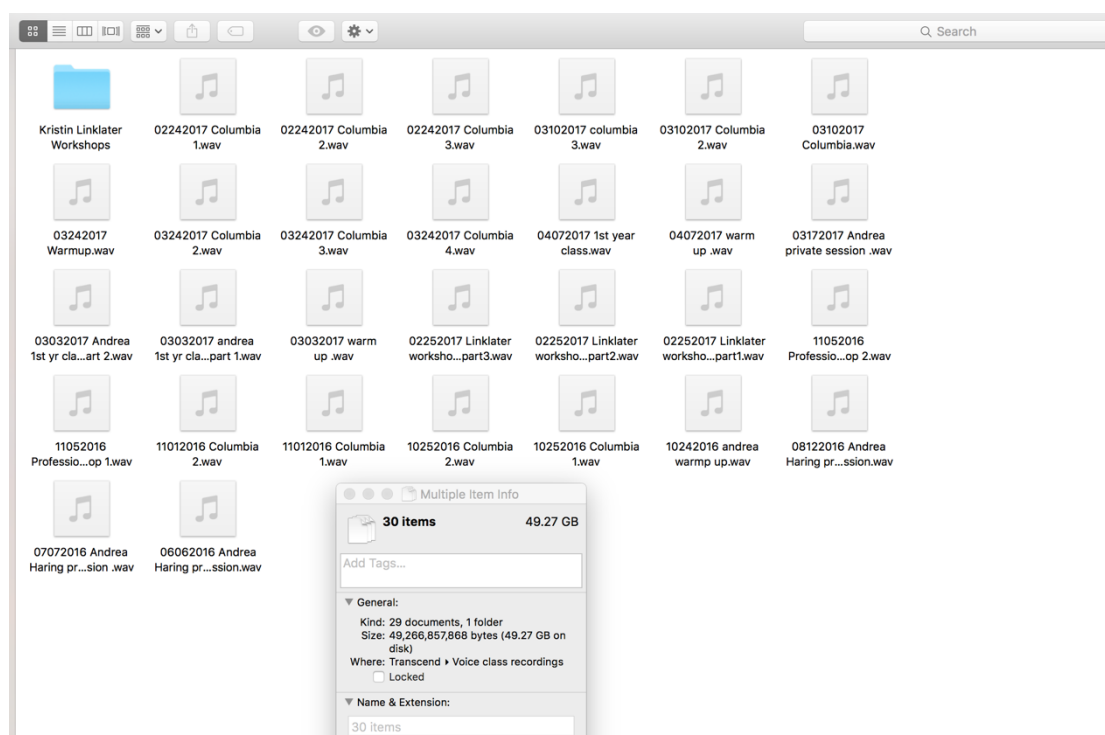 Search
Kristin Linklater
Workshops
02242017 Columbia
1.wav
02242017 Columbia
2.wav
02242017 Columbia
3.wav
03102017 columbia
3.wav
03102017 Columbia
2.wav
03102017
Columbia.wav
03242017
Warmup.wav
03242017 Columbia
2.wav
03242017 Columbia
3.wav
03242017 Columbia
4.wav
04072017 1st year
class.wav
04072017 warm
up .wav
03172017 Andrea
private session .wav
03032017 Andrea
1st yr cla...art 2.wav
03032017 andrea
1st yr cla...part 1.wav
03032017 warm
up .wav
02252017 Linklater
worksho...part3.wav
02252017 Linklater
worksho...part2.wav
02252017 Linklater
worksho...part1.wav
11052016
Professio...op 2.wav
11052016
Professio...op 1.wav
11012016 Columbia
2.wav
11012016 Columbia
1.wav
10252016 Columbia
2.wav
10252016 Columbia
1.wav
10242016 andrea
warmp up.wav
08122016 Andrea
Haring pr...ssion.wav
07072016 Andrea
Haring pr...sion .wav
06062016 Andrea
Haring pr...ssion.wav
Multiple Item Info
30 items 49.27 GB
Add Tags...
General:
Kind: 29 documents, 1 folder
Size: 49,266,857,868 bytes (49.27 GB on
disk)
Where: Transcend ▸ Voice class recordings
Locked
Name & Extension:
30 items